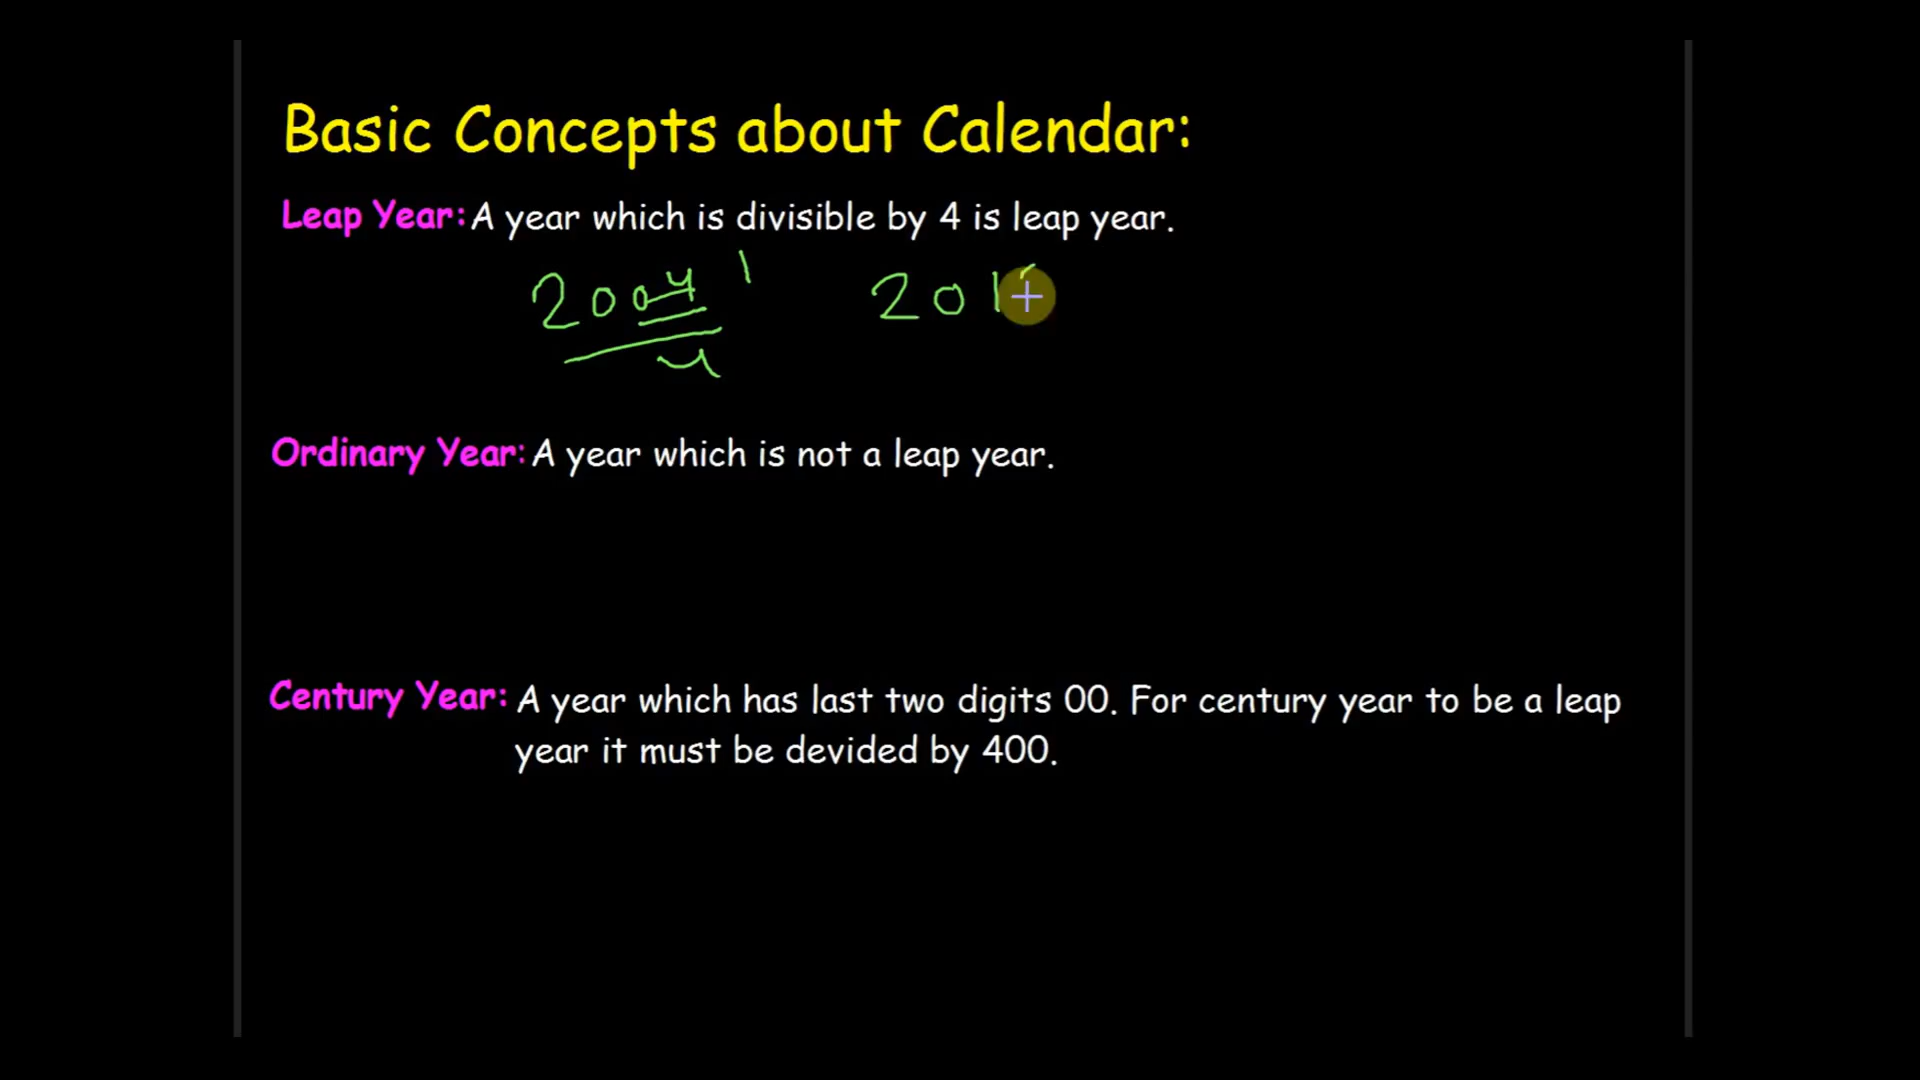 Basic Concepts about Calendar:
Leap Year: A year which is divisible by 4 is leap year.
2004 201
4
Ordinary Year: A year which is not a leap year.
Century Year: A year which has last two digits 00. For century year to be a leap
year it must be devided by 400.